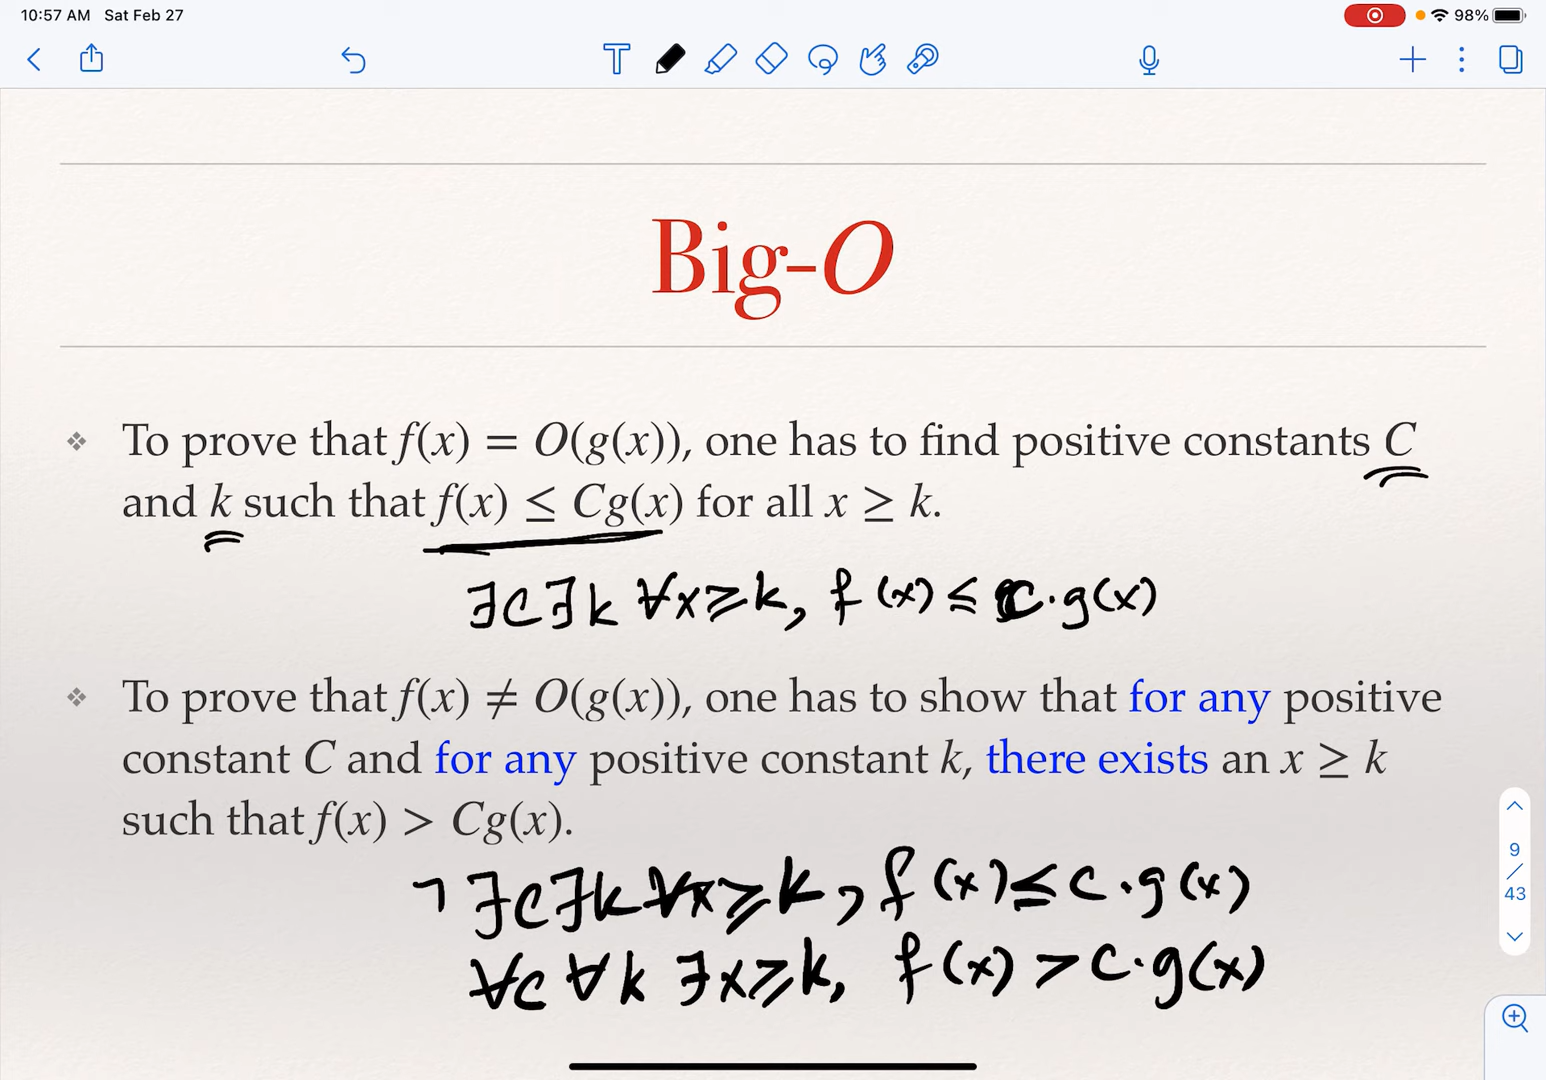 10:57 AM Sat Feb 27 98%
Big-O
❖ To prove that f(x) = O(g(x)), one has to find positive constants C
and k such that f(x) ≤ Cg(x) for all x ≥ k.
∃C∃k ∀x≥k, f(x) ≤ C·g(x)
❖ To prove that f(x) ≠ O(g(x)), one has to show that for any positive
constant C and for any positive constant k, there exists an x ≥ k
such that f(x) > Cg(x).
¬∃C∃k∀x≥k, f(x) ≤ C·g(x)
∀C ∀k ∃x≥k, f(x) > C·g(x)
9
/
43